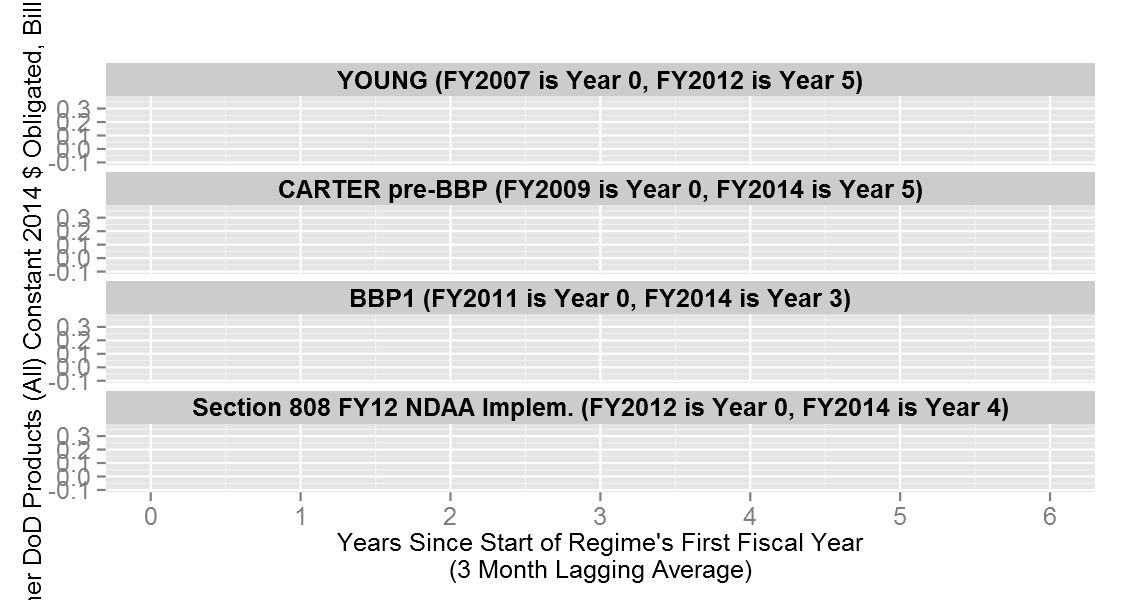 ner DoD Products (All) Constant 2014 $ Obligated, Bill
YOUNG (FY2007 is Year 0, FY2012 is Year 5)
0.3
0.2
0.1
0.0
-0.1
CARTER pre-BBP (FY2009 is Year 0, FY2014 is Year 5)
0.3
0.2
0.1
0.0
-0.1
BBP1 (FY2011 is Year 0, FY2014 is Year 3)
0.3
0.2
0.1
0.0
-0.1
Section 808 FY12 NDAA Implem. (FY2012 is Year 0, FY2014 is Year 4)
0.3
0.2
0.1
0.0
-0.1
0 1 2 3 4 5 6
Years Since Start of Regime's First Fiscal Year
(3 Month Lagging Average)